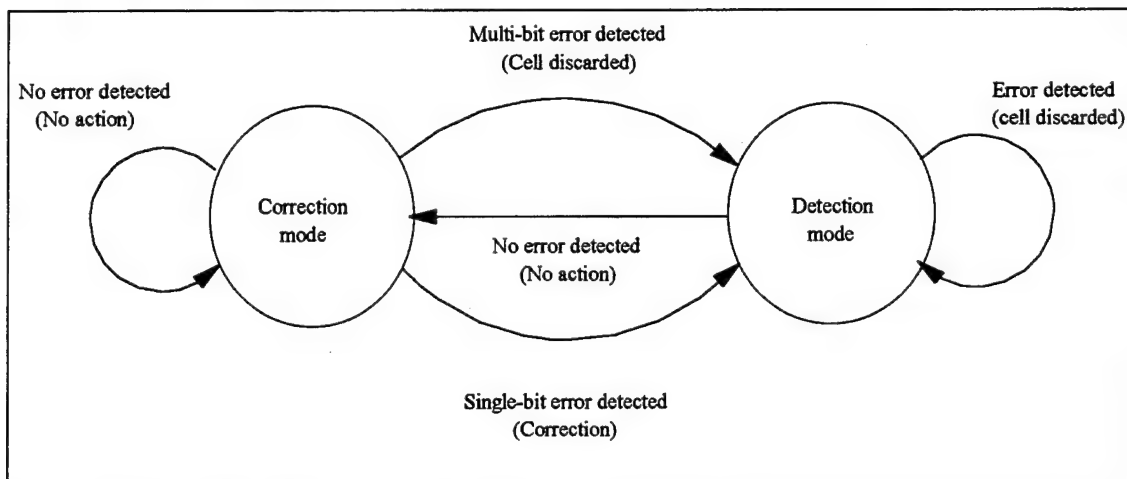 Multi-bit error detected
(Cell discarded)
No error detected
(No action)
Error detected
(cell discarded)
Correction
mode
Detection
mode
No error detected
(No action)
Single-bit error detected
(Correction)